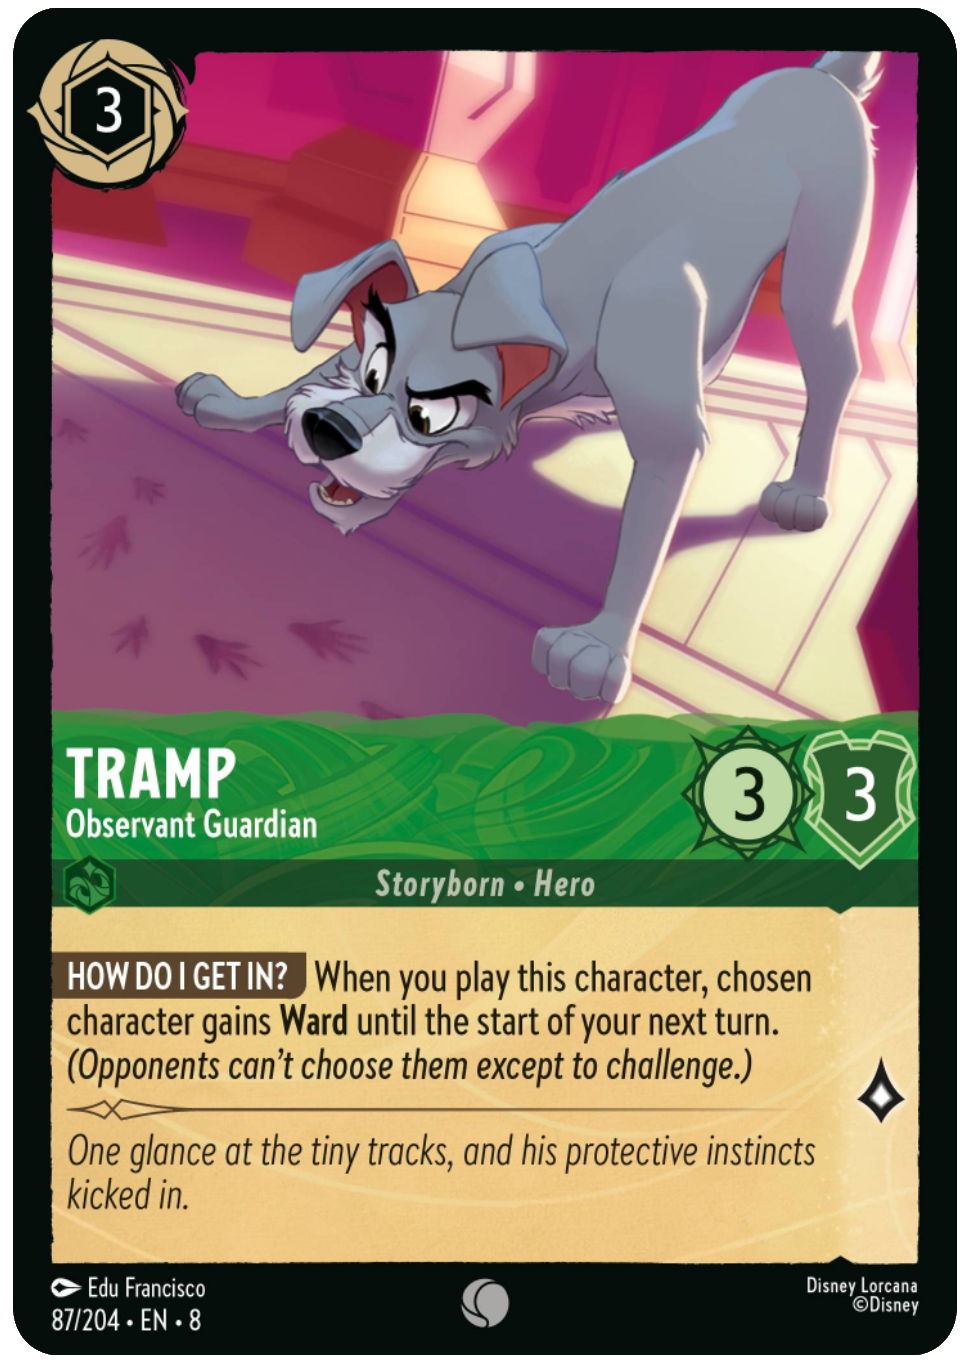 3
TRAMP
Observant Guardian
3
3
Storyborn • Hero
HOW DO I GET IN? When you play this character, chosen
character gains Ward until the start of your next turn.
(Opponents can't choose them except to challenge.)
One glance at the tiny tracks, and his protective instincts
kicked in.
Edu Francisco
87/204 • EN • 8
Disney Lorcana
©Disney